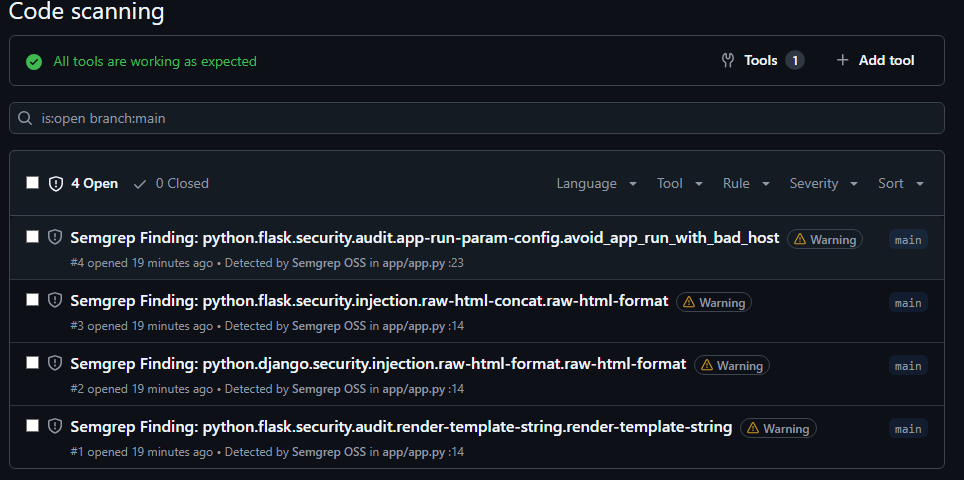 Code scanning
All tools are working as expected Tools 1 Add tool
is:open branch:main
4 Open 0 Closed Language Tool Rule Severity Sort
Semgrep Finding: python.flask.security.audit.app-run-param-config.avoid_app_run_with_bad_host Warning main
#4 opened 19 minutes ago • Detected by Semgrep OSS in app/app.py :23
Semgrep Finding: python.flask.security.injection.raw-html-concat.raw-html-format Warning main
#3 opened 19 minutes ago • Detected by Semgrep OSS in app/app.py :14
Semgrep Finding: python.django.security.injection.raw-html-format.raw-html-format Warning main
#2 opened 19 minutes ago • Detected by Semgrep OSS in app/app.py :14
Semgrep Finding: python.flask.security.audit.render-template-string.render-template-string Warning main
#1 opened 19 minutes ago • Detected by Semgrep OSS in app/app.py :14